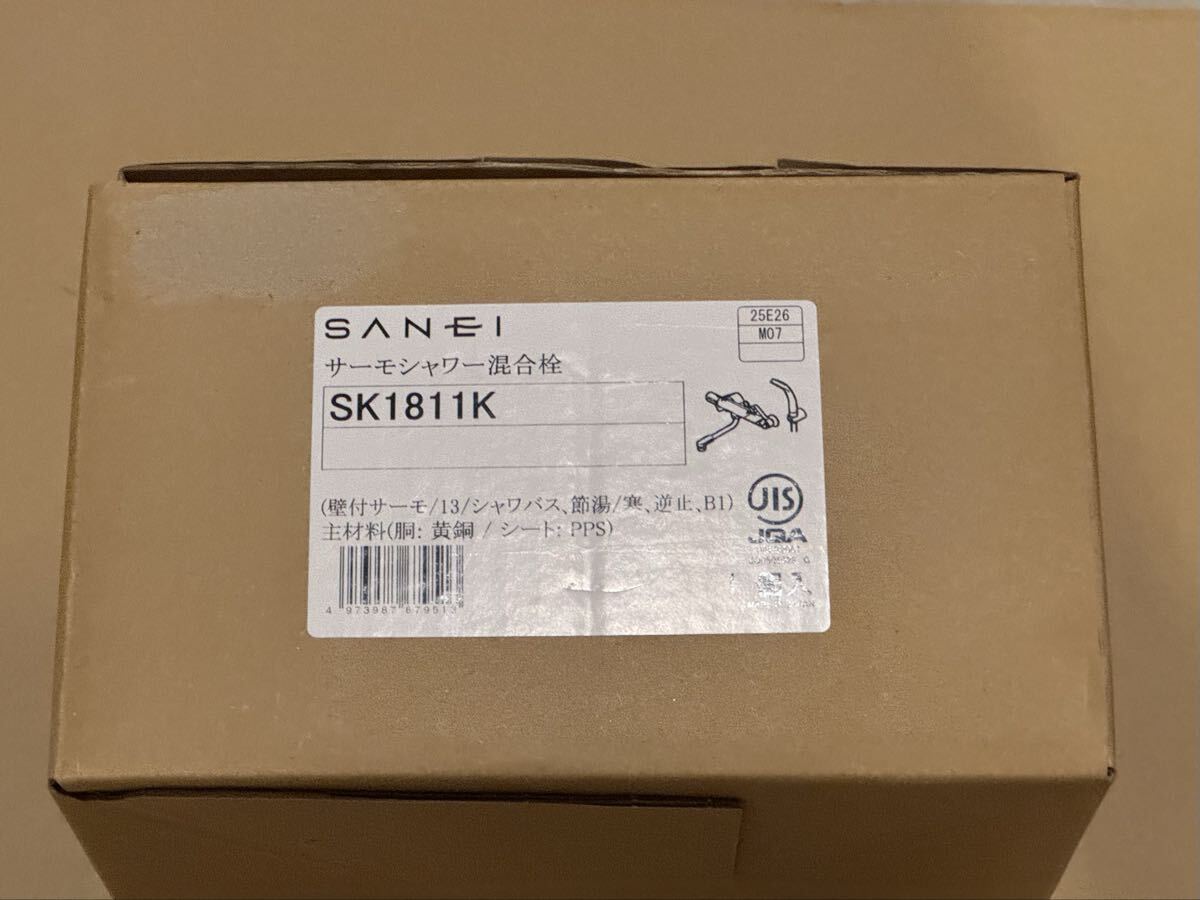 SANEI
サーモシャワー混合栓
SK1811K
25E26
M07
(壁付サーモ/13/シャワバス、節湯/寒、逆止、B1)
主材料(胴: 黄銅 / シート: PPS)
JIS
JQA
4 973987 679513